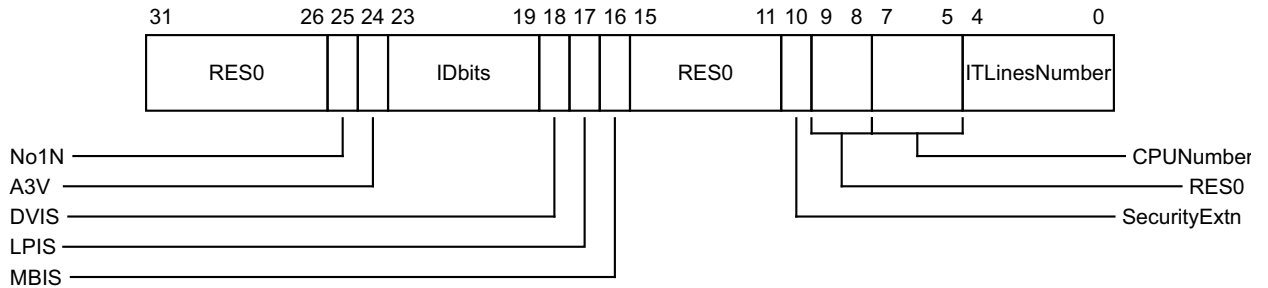 31 26 25 24 23 19 18 17 16 15 11 10 9 8 7 5 4 0
RES0 IDbits RES0 ITLinesNumber
No1N CPUNumber
A3V RES0
DVIS SecurityExtn
LPIS
MBIS